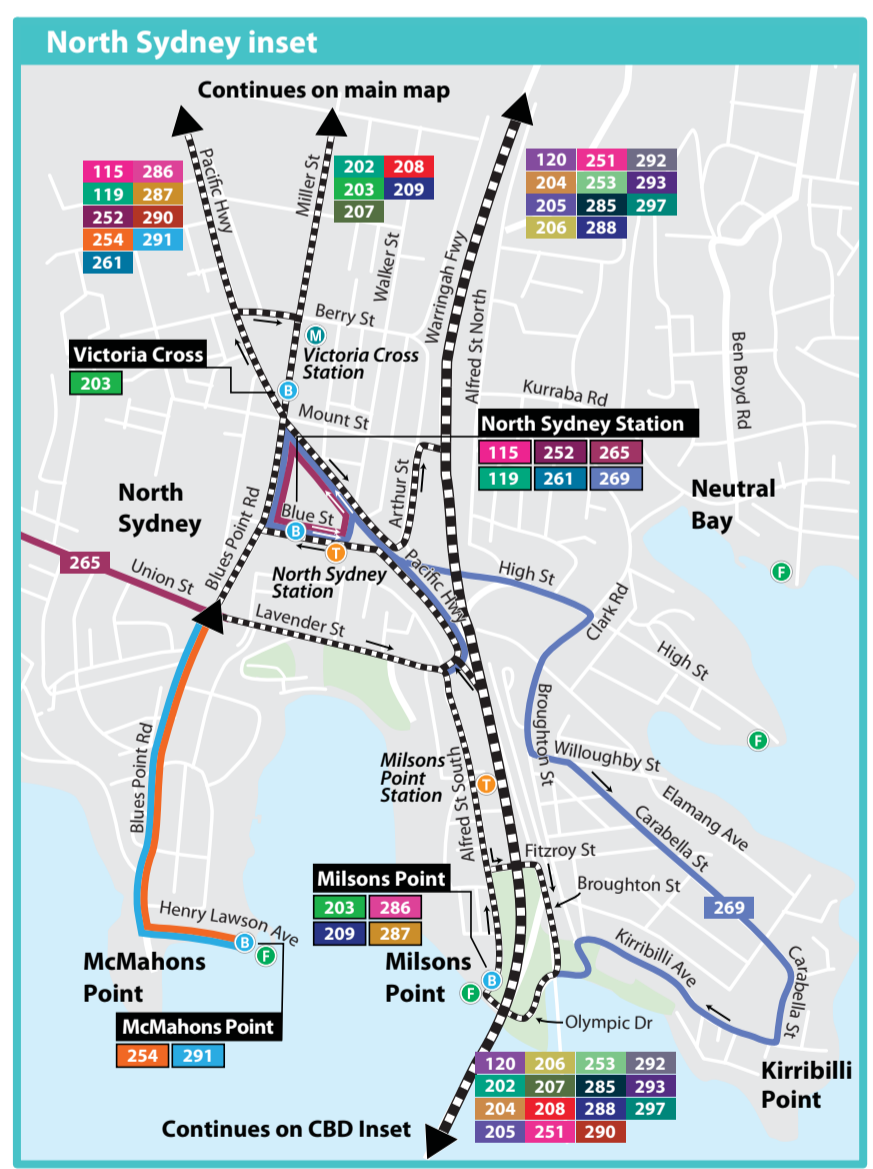 North Sydney inset
Continues on main map
115 286
119 287
252 290
254 291
261
202 208
203 209
207
120 251 292
204 253 293
205 285 297
206 288
Pacific Hwy
Miller St
Walker St
Warringah Fwy
Alfred St North
Berry St
M
Victoria Cross
Station
Victoria Cross
203
B
Mount St
Kurraba Rd
Ben Boyd Rd
North Sydney Station
115 252 265
119 261 269
North
Sydney
Neutral
Bay
Arthur St
Blue St
B
T
North Sydney
Station
Blues Point Rd
265
Union St
Lavender St
Pacific Hwy
High St
Clark Rd
F
High St
F
Broughton St
Willoughby St
Elamang Ave
Carabella St
Blues Point Rd
Milsons
Point
Station
T
Alfred St South
Fitzroy St
Broughton St
269
Milsons Point
203 286
209 287
Henry Lawson Ave
B
F
McMahons
Point
Milsons
Point
B
F
Kirribilli Ave
Carabella St
Olympic Dr
McMahons Point
254 291
120 206 253 292
202 207 285 293
204 208 288 297
205 251 290
Kirribilli
Point
Continues on CBD Inset